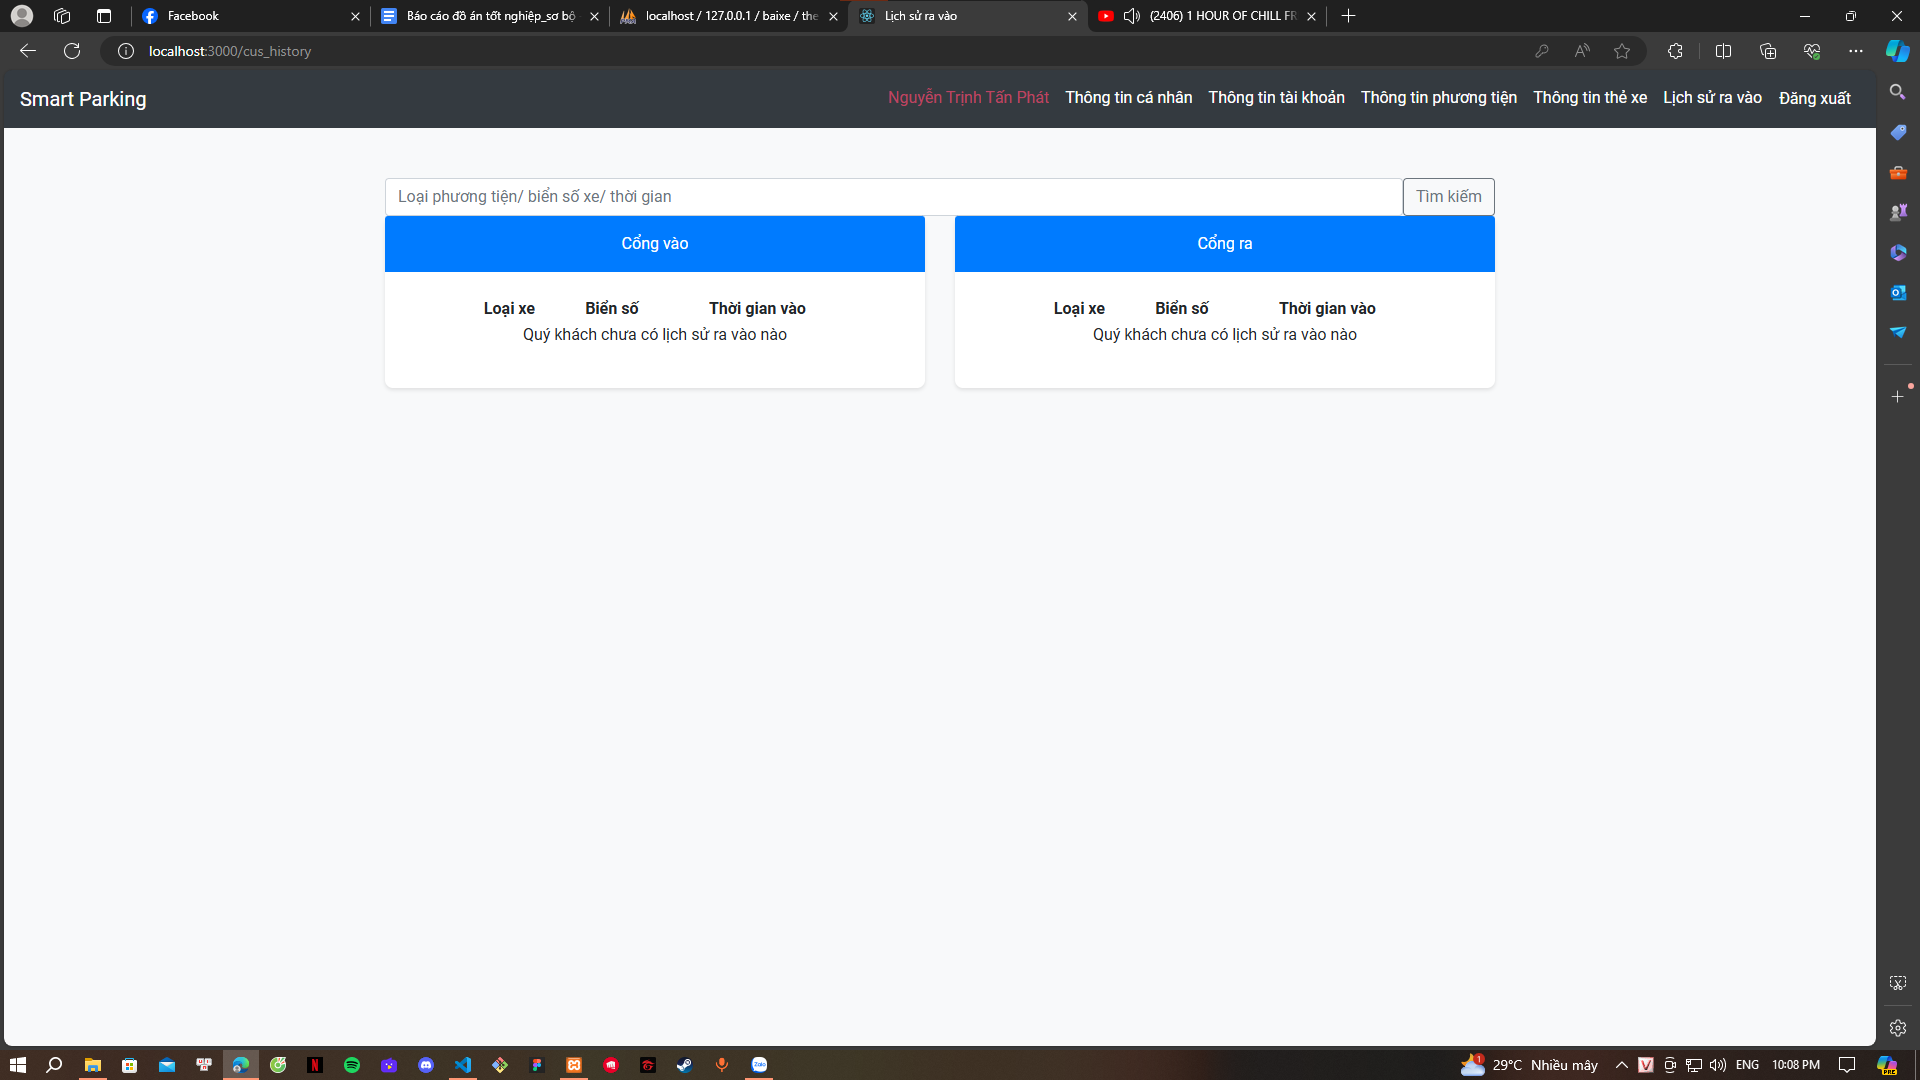 Facebook
Báo cáo đồ án tốt nghiệp_sơ bộ
localhost / 127.0.0.1 / baixe / the
Lịch sử ra vào
(2406) 1 HOUR OF CHILL FR
localhost:3000/cus_history
Smart Parking
Nguyễn Trịnh Tấn Phát
Thông tin cá nhân
Thông tin tài khoản
Thông tin phương tiện
Thông tin thẻ xe
Lịch sử ra vào
Đăng xuất
Loại phương tiện/ biển số xe/ thời gian
Tìm kiếm
Cổng vào
Loại xe Biển số Thời gian vào
Quý khách chưa có lịch sử ra vào nào
Cổng ra
Loại xe Biển số Thời gian vào
Quý khách chưa có lịch sử ra vào nào
1
29°C Nhiều mây
ENG
10:08 PM